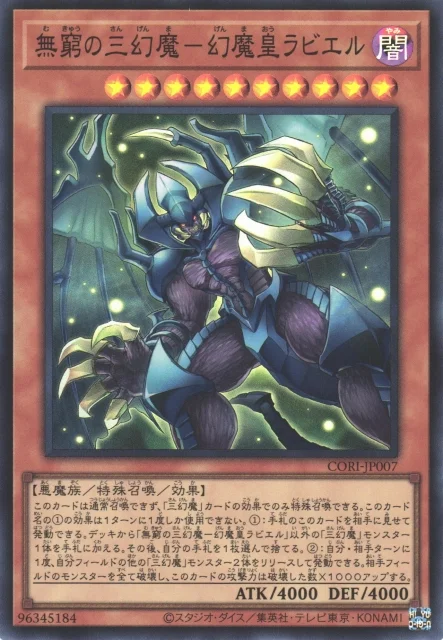 無窮の三幻魔－幻魔皇ラビエル
闇
CORI-JP007
【悪魔族／特殊召喚／効果】
このカードは通常召喚できず、「三幻魔」カードの効果でのみ特殊召喚できる。このカード
名の①の効果は1ターンに1度しか使用できない。①：手札のこのカードを相手に見せて
発動できる。デッキから「無窮の三幻魔－幻魔皇ラビエル」以外の「三幻魔」モンスター
1体を手札に加える。その後、自分の手札を1枚選んで捨てる。②：自分・相手ターンに
1度、自分フィールドの他の「三幻魔」モンスター2体をリリースして発動できる。相手フィー
ルドのモンスターを全て破壊し、このカードの攻撃力は破壊した数×1000アップする。
ATK/4000 DEF/4000
96345184
©スタジオ・ダイス／集英社・テレビ東京・KONAMI